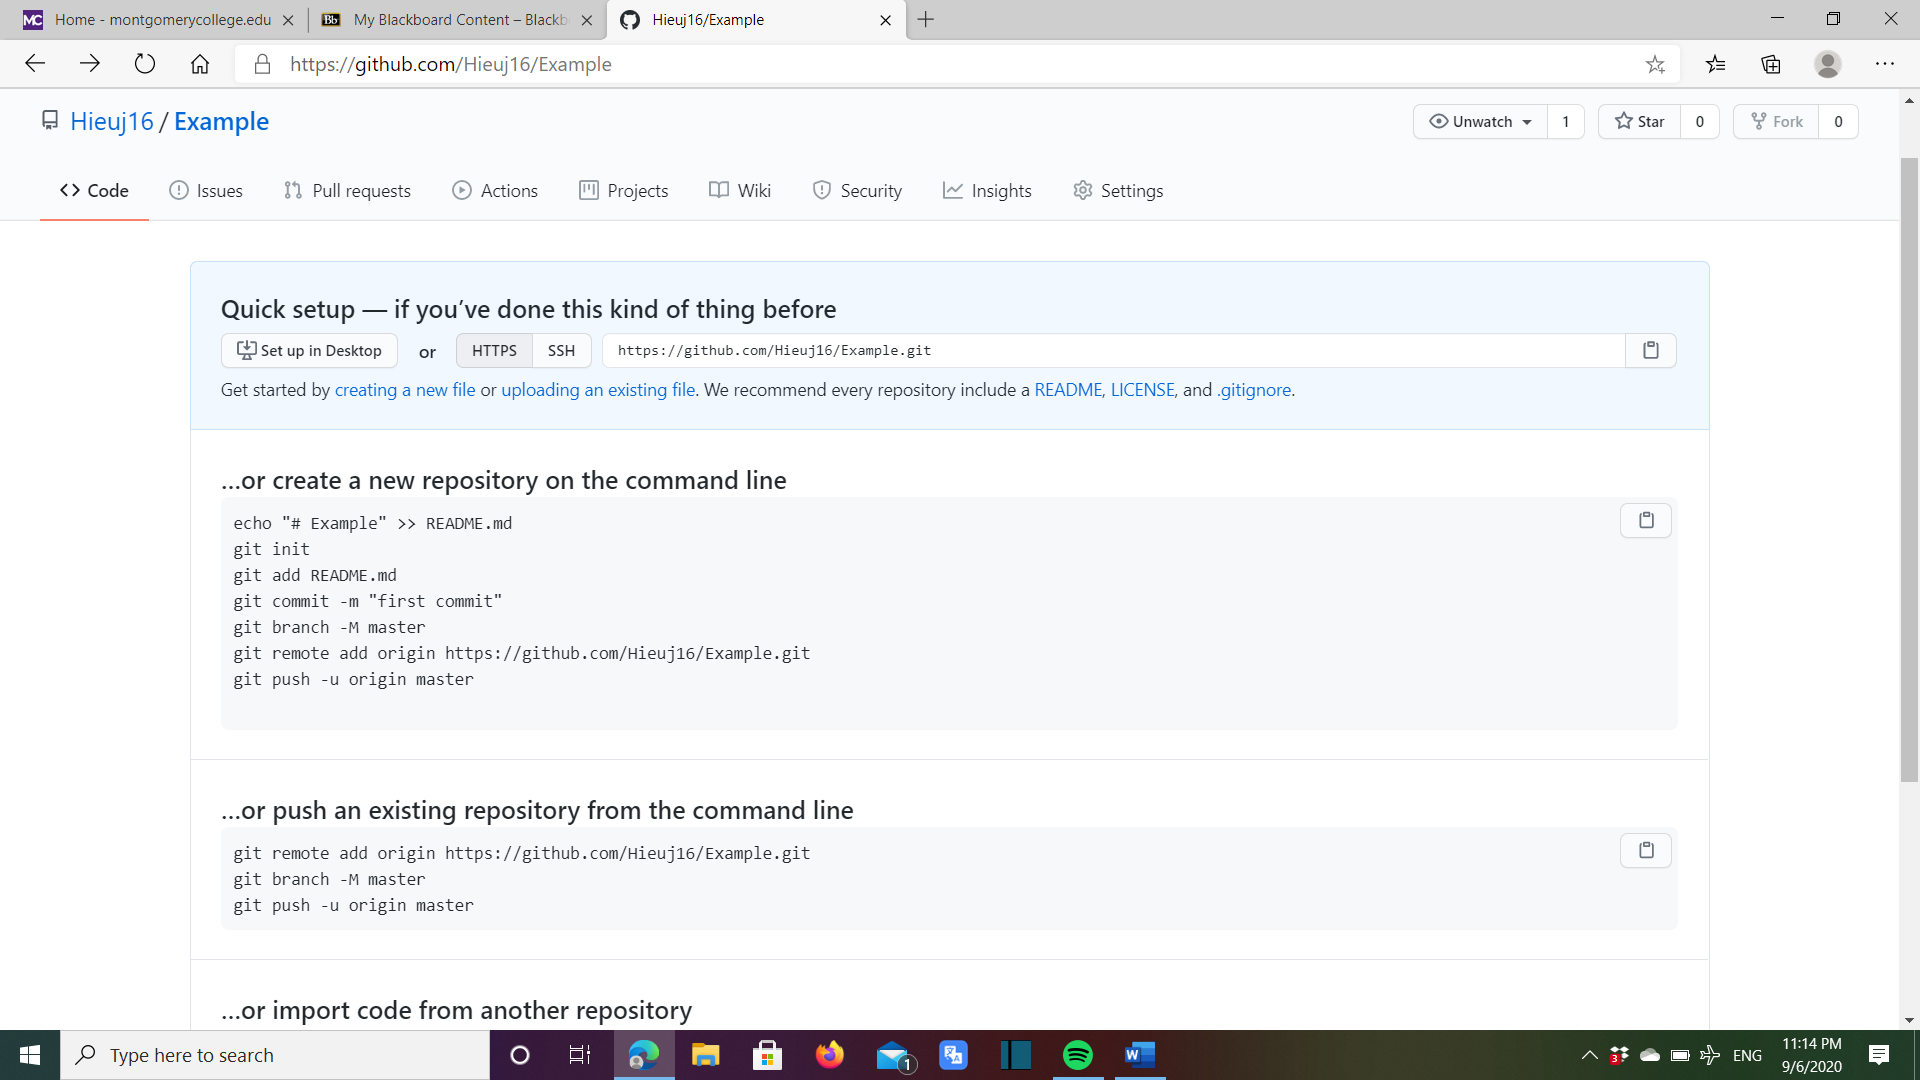 MC Home - montgomerycollege.edu
Bb My Blackboard Content – Blackb
Hieuj16/Example
https://github.com/Hieuj16/Example
Hieuj16 / Example
Unwatch 1
Star 0
Fork 0
Code Issues Pull requests Actions Projects Wiki Security Insights Settings
Quick setup — if you’ve done this kind of thing before
Set up in Desktop or HTTPS SSH https://github.com/Hieuj16/Example.git
Get started by creating a new file or uploading an existing file. We recommend every repository include a README, LICENSE, and .gitignore.
…or create a new repository on the command line
echo "# Example" >> README.md
git init
git add README.md
git commit -m "first commit"
git branch -M master
git remote add origin https://github.com/Hieuj16/Example.git
git push -u origin master
…or push an existing repository from the command line
git remote add origin https://github.com/Hieuj16/Example.git
git branch -M master
git push -u origin master
…or import code from another repository
Type here to search
1
W
3
ENG
11:14 PM
9/6/2020